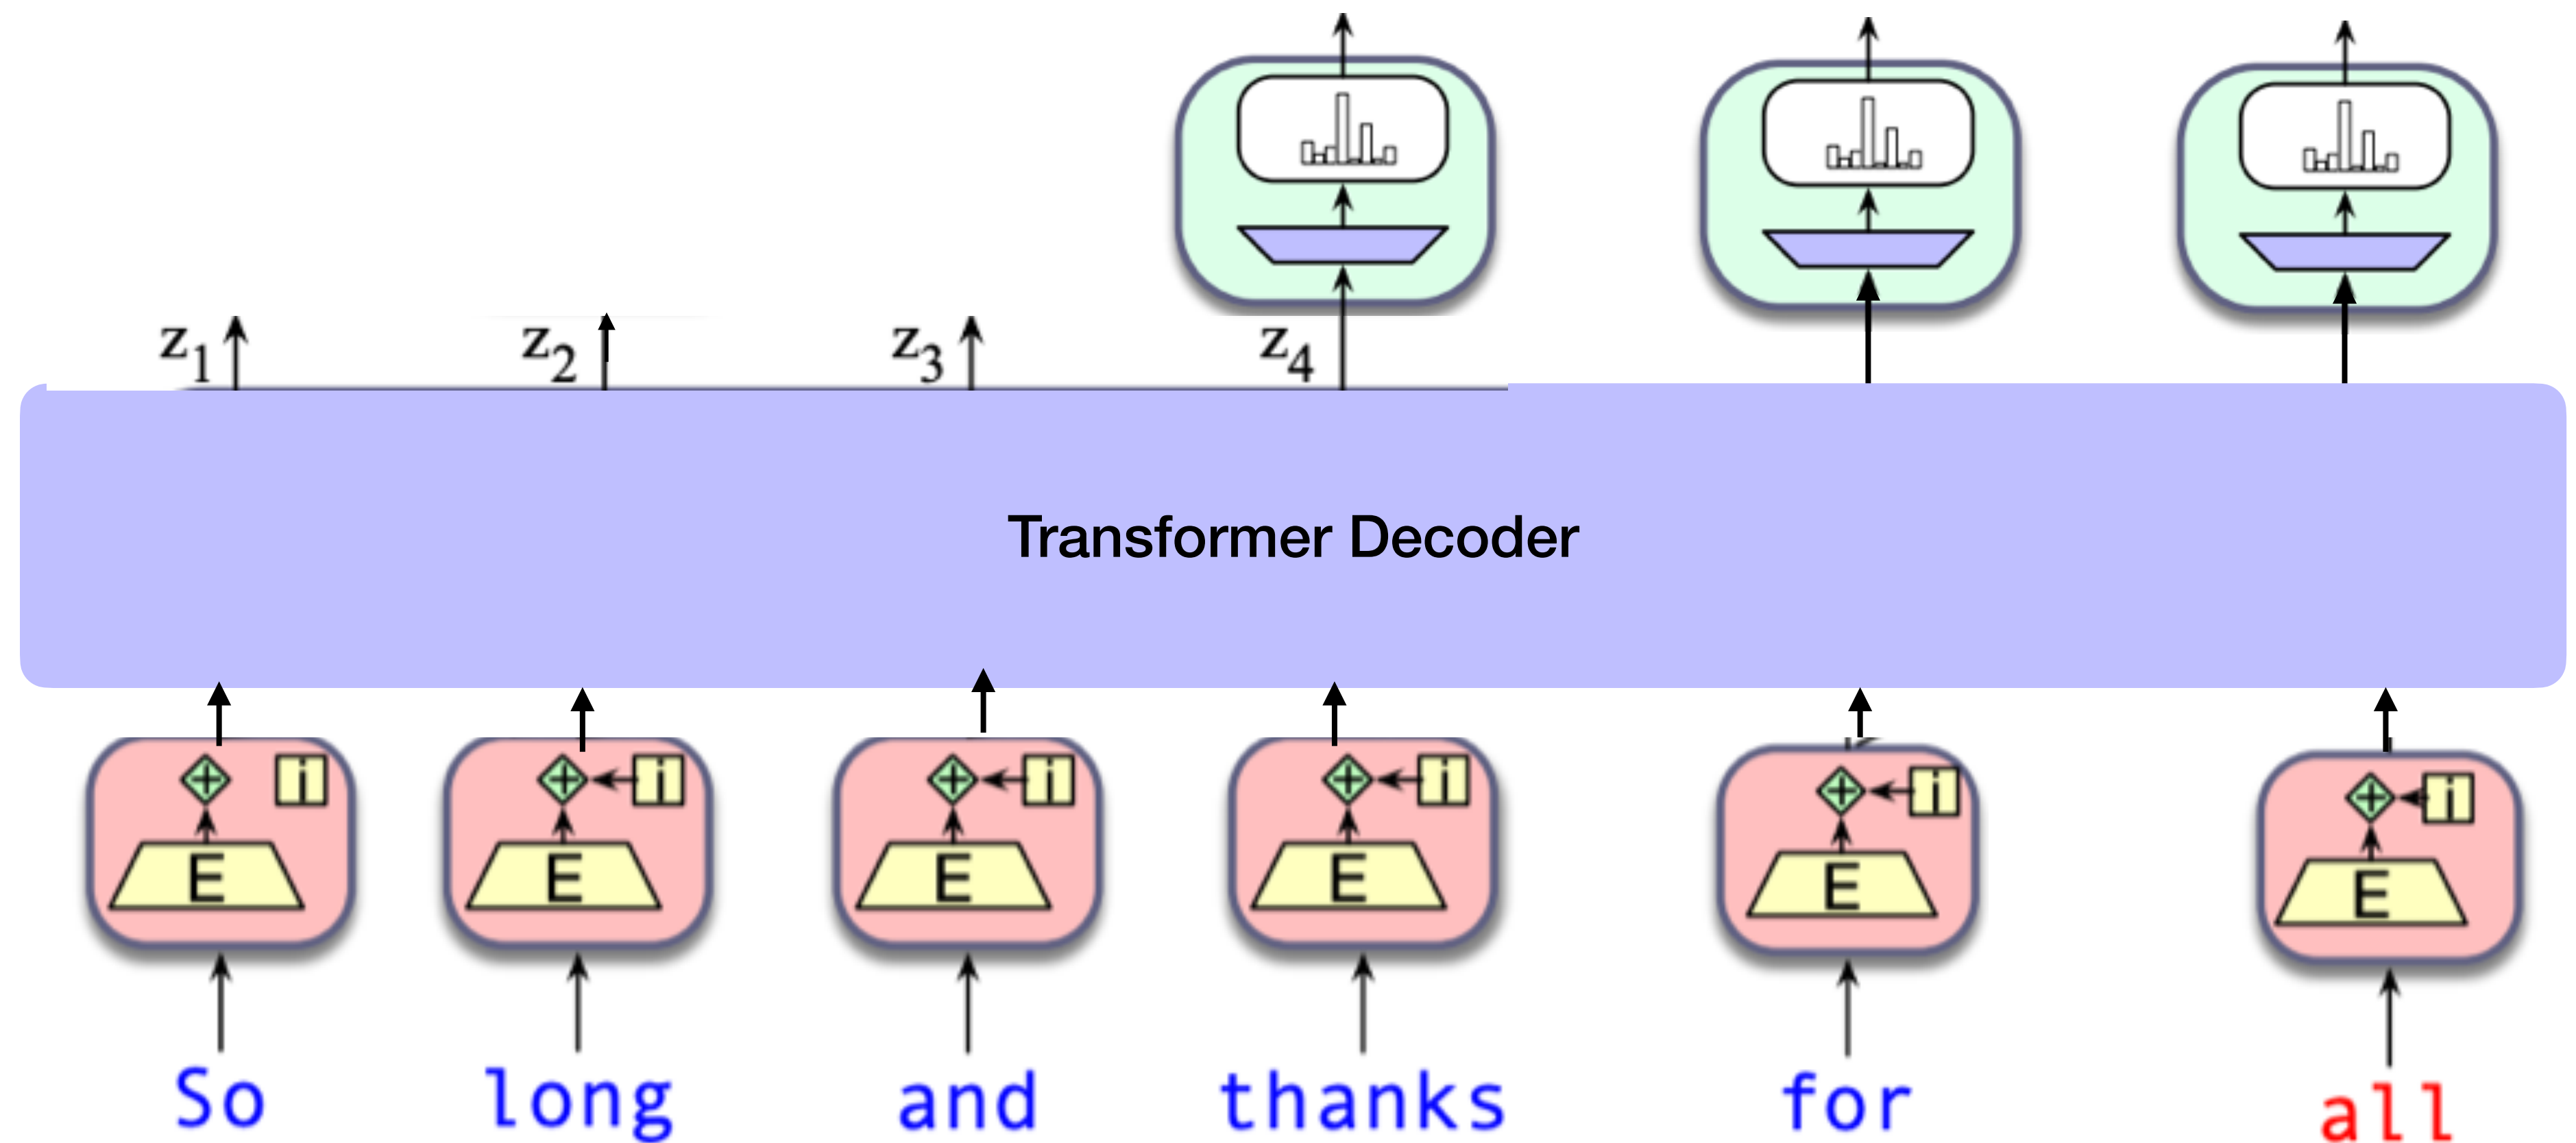 z1 z2 z3 z4
Transformer Decoder
i i i i i i
E E E E E E
So long and thanks for all